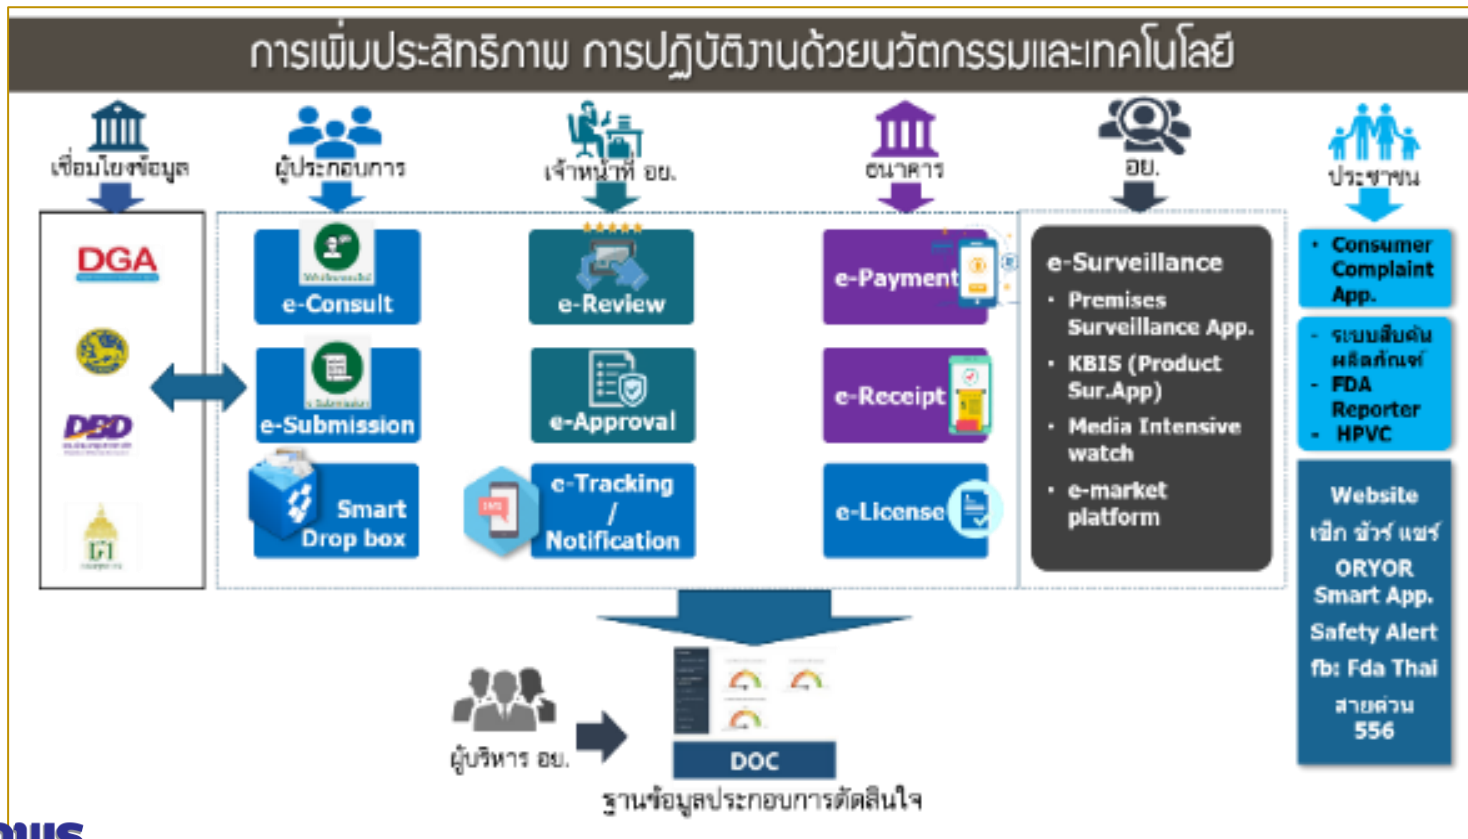 การเพิ่มประสิทธิภาพ การปฏิบัติงานด้วยนวัตกรรมและเทคโนโลยี
เชื่อมโยงข้อมูล
ผู้ประกอบการ
เจ้าหน้าที่ อย.
ธนาคาร
อย.
ประชาชน
DGA
DBD
e-Consult
e-Submission
e-Submission
Smart
Drop box
e-Review
e-Approval
SMS
e-Tracking
/
Notification
e-Payment
e-Receipt
e-License
e-Surveillance
• Premises
Surveillance App.
• KBIS (Product
Sur.App)
• Media Intensive
watch
• e-market
platform
• Consumer
Complaint
App.
- ระบบสืบค้น
ผลิตภัณฑ์
- FDA
Reporter
- HPVC
Website
เช็ก ชัวร์ แชร์
ORYOR
Smart App.
Safety Alert
fb: Fda Thai
สายด่วน
556
ผู้บริหาร อย.
DOC
ฐานข้อมูลประกอบการตัดสินใจ